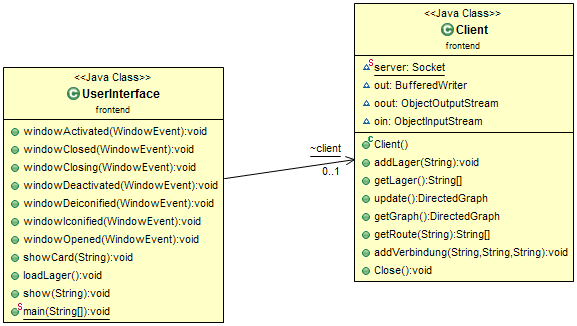 <<Java Class>>
UserInterface
frontend
windowActivated(WindowEvent):void
windowClosed(WindowEvent):void
windowClosing(WindowEvent):void
windowDeactivated(WindowEvent):void
windowDeiconified(WindowEvent):void
windowIconified(WindowEvent):void
windowOpened(WindowEvent):void
showCard(String):void
loadLager():void
show(String):void
main(String[]):void
~client
0..1
<<Java Class>>
Client
frontend
server: Socket
out: BufferedWriter
oout: ObjectOutputStream
oin: ObjectInputStream
Client()
addLager(String):void
getLager():String[]
update():DirectedGraph
getGraph():DirectedGraph
getRoute(String):String[]
addVerbindung(String,String,String):void
Close():void